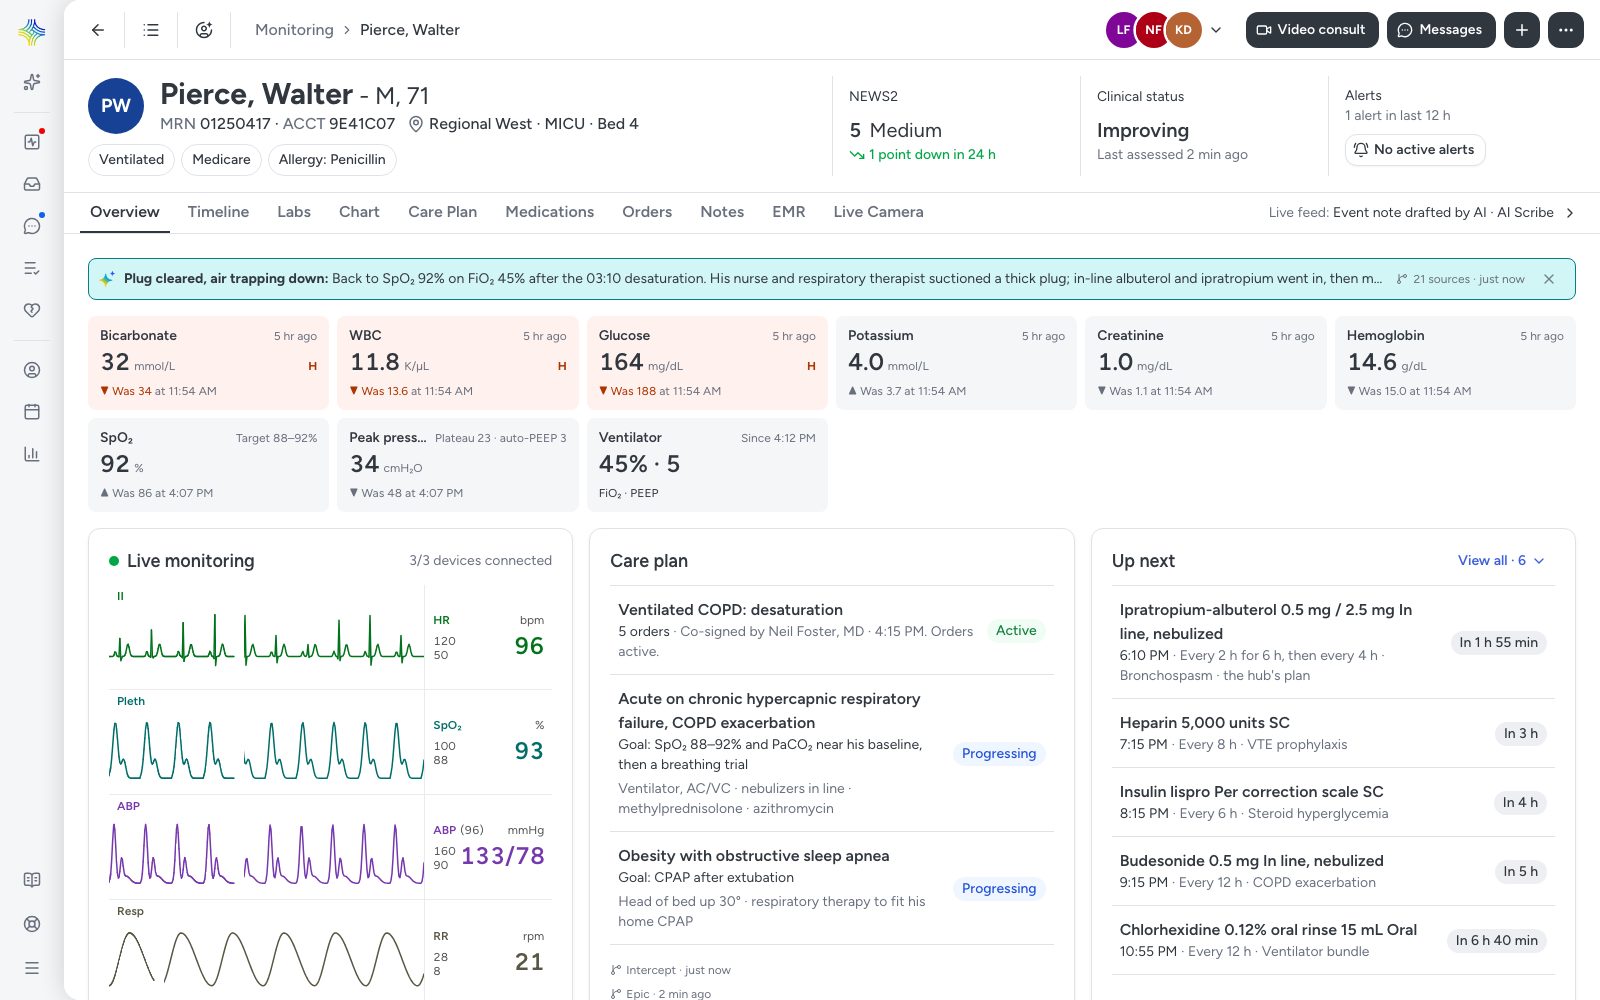 Monitoring > Pierce, Walter
LF NF KD
Video consult
Messages
PW
Pierce, Walter - M, 71
MRN 01250417 · ACCT 9E41C07 Regional West · MICU · Bed 4
Ventilated
Medicare
Allergy: Penicillin
NEWS2
5 Medium
1 point down in 24 h
Clinical status
Improving
Last assessed 2 min ago
Alerts
1 alert in last 12 h
No active alerts
Overview Timeline Labs Chart Care Plan Medications Orders Notes EMR Live Camera
Live feed: Event note drafted by AI · AI Scribe
Plug cleared, air trapping down: Back to SpO₂ 92% on FiO₂ 45% after the 03:10 desaturation. His nurse and respiratory therapist suctioned a thick plug; in-line albuterol and ipratropium went in, then m...
21 sources · just now
Bicarbonate 5 hr ago
32 mmol/L H
▼ Was 34 at 11:54 AM
WBC 5 hr ago
11.8 K/µL H
▼ Was 13.6 at 11:54 AM
Glucose 5 hr ago
164 mg/dL H
▼ Was 188 at 11:54 AM
Potassium 5 hr ago
4.0 mmol/L
▲ Was 3.7 at 11:54 AM
Creatinine 5 hr ago
1.0 mg/dL
▼ Was 1.1 at 11:54 AM
Hemoglobin 5 hr ago
14.6 g/dL
▼ Was 15.0 at 11:54 AM
SpO₂ Target 88–92%
92 %
▲ Was 86 at 4:07 PM
Peak press... Plateau 23 · auto-PEEP 3
34 cmH₂O
▼ Was 48 at 4:07 PM
Ventilator Since 4:12 PM
45% · 5
FiO₂ · PEEP
Live monitoring
3/3 devices connected
II
HR bpm
120
50
96
Pleth
SpO₂ %
100
88
93
ABP
ABP (96) mmHg
160
90
133/78
Resp
RR rpm
28
8
21
Care plan
Ventilated COPD: desaturation
5 orders · Co-signed by Neil Foster, MD · 4:15 PM. Orders
active.
Active
Acute on chronic hypercapnic respiratory
failure, COPD exacerbation
Goal: SpO₂ 88–92% and PaCO₂ near his baseline,
then a breathing trial
Ventilator, AC/VC · nebulizers in line ·
methylprednisolone · azithromycin
Progressing
Obesity with obstructive sleep apnea
Goal: CPAP after extubation
Head of bed up 30° · respiratory therapy to fit his
home CPAP
Progressing
Intercept · just now
Epic · 2 min ago
Up next
View all · 6
Ipratropium-albuterol 0.5 mg / 2.5 mg In
line, nebulized
6:10 PM · Every 2 h for 6 h, then every 4 h ·
Bronchospasm · the hub's plan
In 1 h 55 min
Heparin 5,000 units SC
7:15 PM · Every 8 h · VTE prophylaxis
In 3 h
Insulin lispro Per correction scale SC
8:15 PM · Every 6 h · Steroid hyperglycemia
In 4 h
Budesonide 0.5 mg In line, nebulized
9:15 PM · Every 12 h · COPD exacerbation
In 5 h
Chlorhexidine 0.12% oral rinse 15 mL Oral
10:55 PM · Every 12 h · Ventilator bundle
In 6 h 40 min